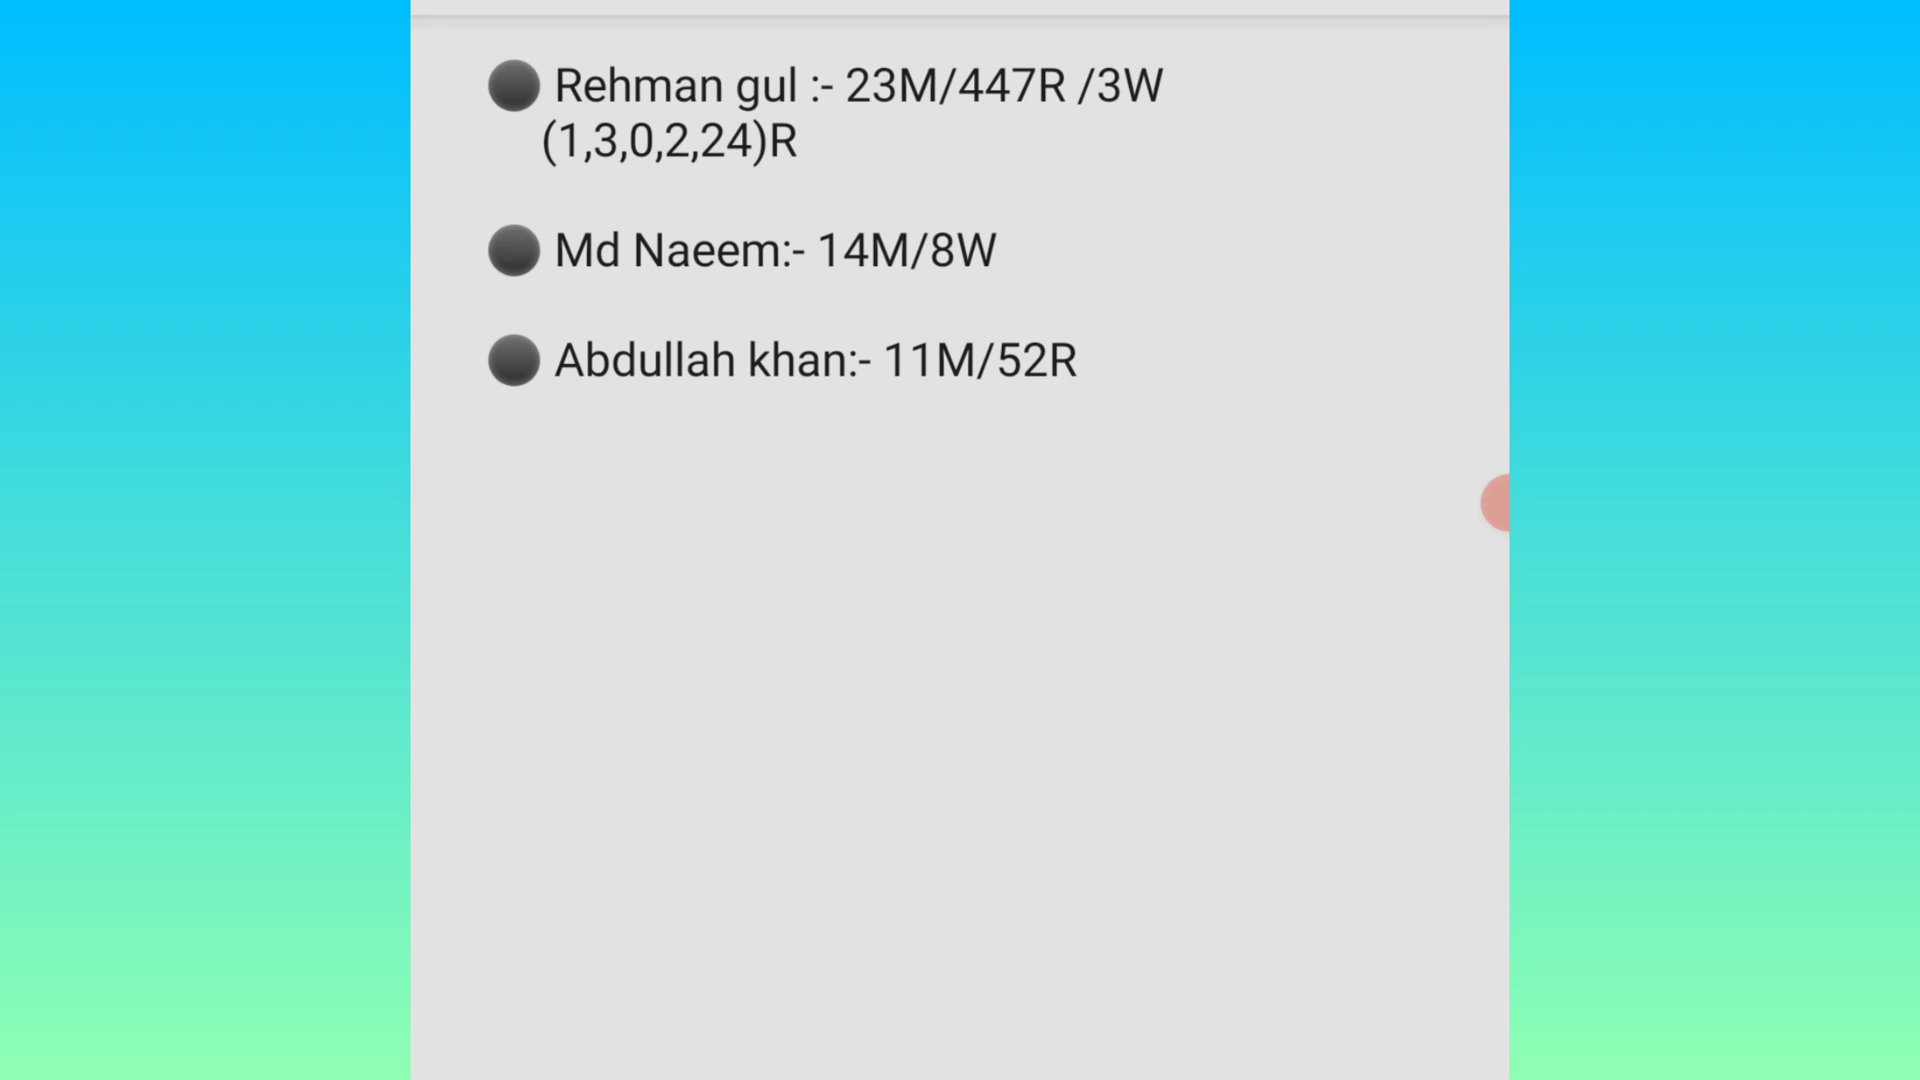 Rehman gul :- 23M/447R /3W
(1,3,0,2,24)R
Md Naeem:- 14M/8W
Abdullah khan:- 11M/52R